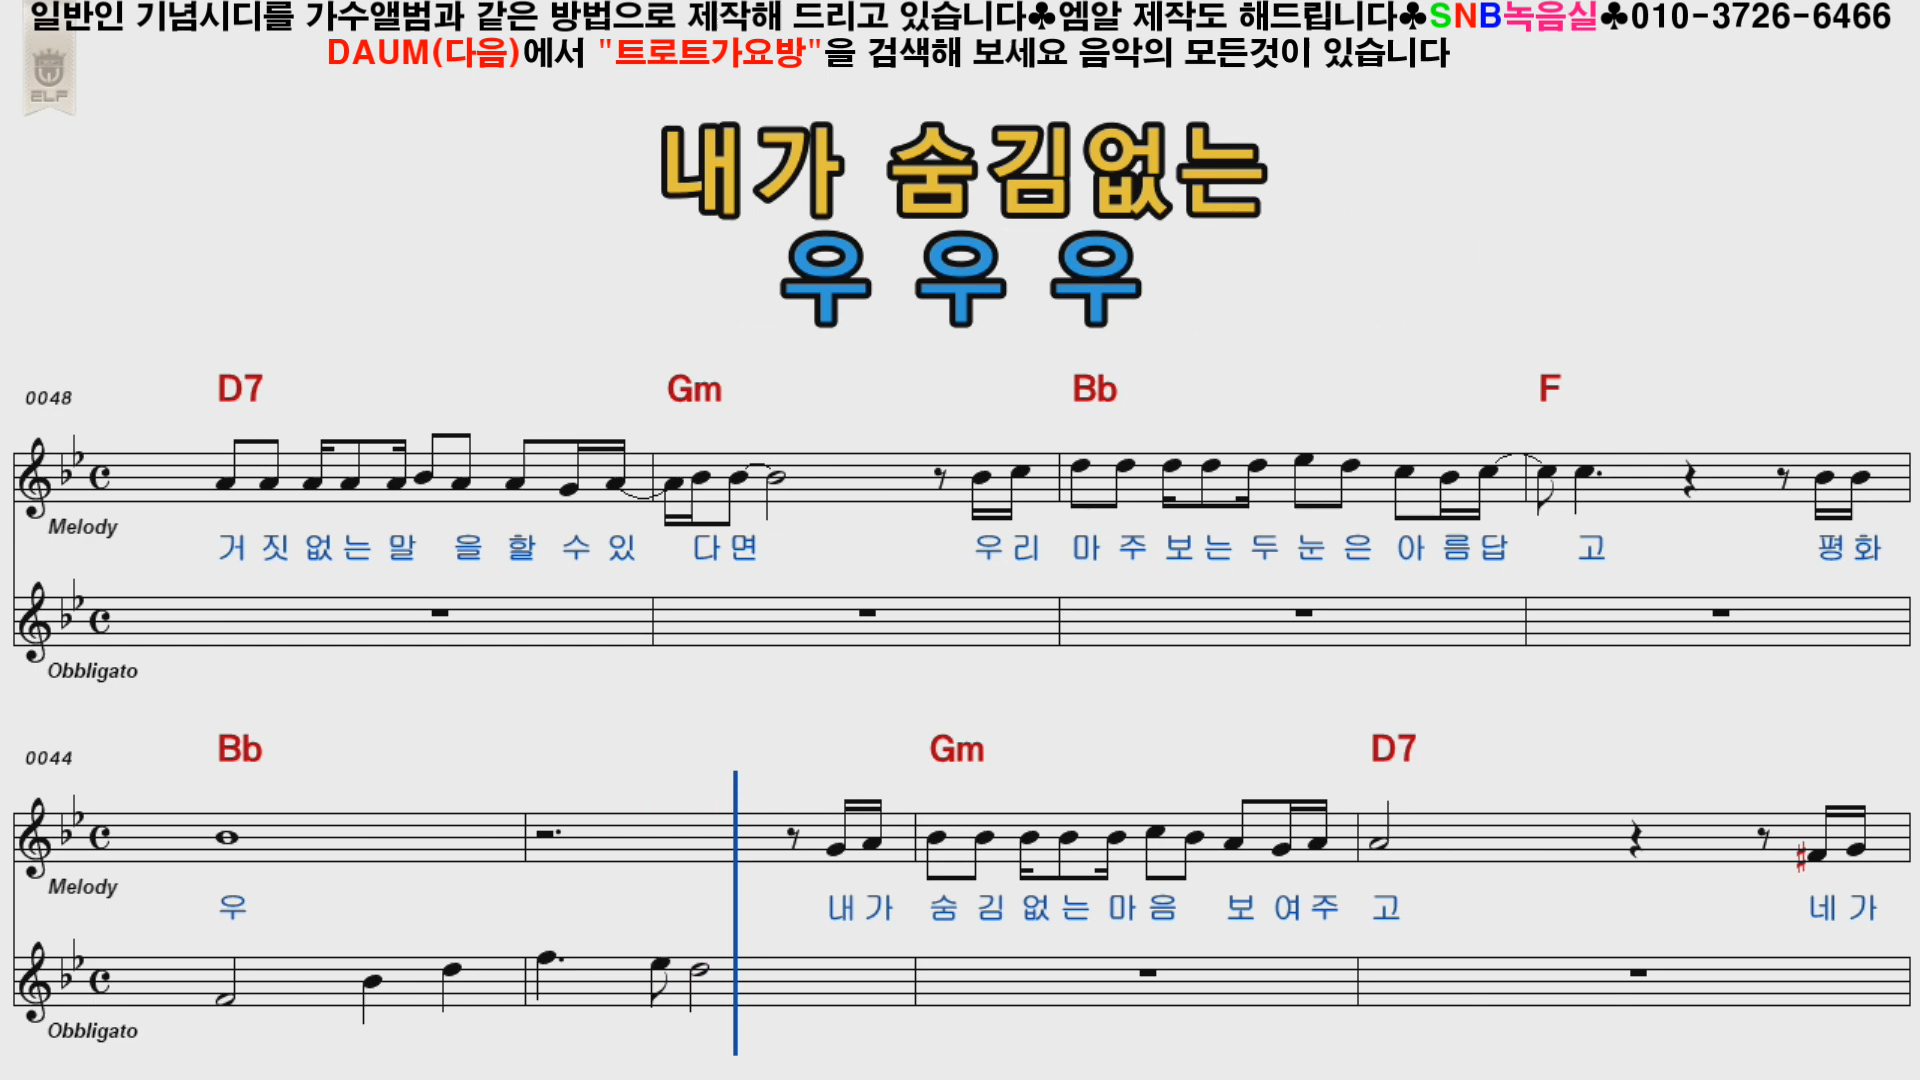 일반인 기념시디를 가수앨범과 같은 방법으로 제작해 드리고 있습니다♣엠알 제작도 해드립니다♣SNB녹음실♣010-3726-6466
DAUM(다음)에서 "트로트가요방"을 검색해 보세요 음악의 모든것이 있습니다
ELF
내가 숨김없는
우 우 우
0048 D7 Gm Bb F
Melody
거 짓 없 는 말 을 할 수 있 다 면 우 리 마 주 보 는 두 눈 은 아 름 답 고 평 화
Obbligato
0044 Bb Gm D7
Melody
우 내 가 숨 김 없 는 마 음 보 여 주 고 네 가
Obbligato